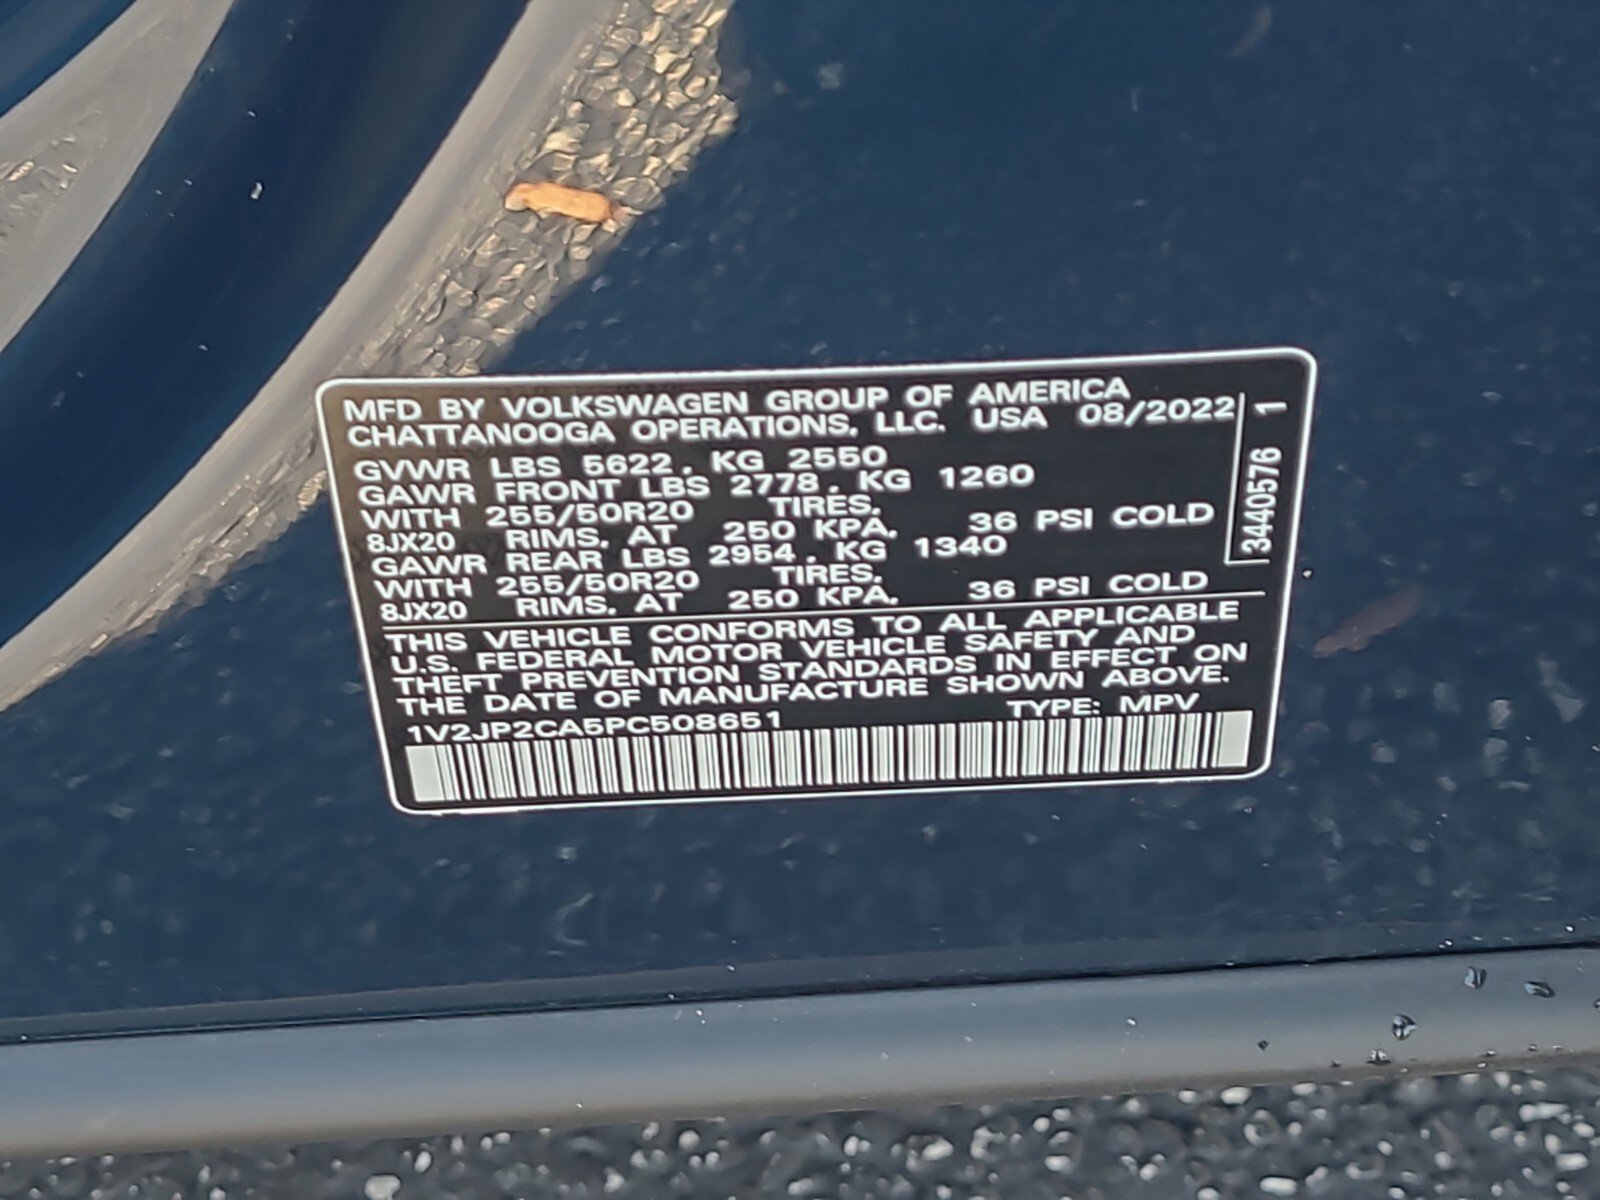 MFD BY VOLKSWAGEN GROUP OF AMERICA
CHATTANOOGA OPERATIONS, LLC. USA 08/2022
GVWR LBS 5622, KG 2550
GAWR FRONT LBS 2778, KG 1260
WITH 255/50R20 TIRES,
8JX20 RIMS, AT 250 KPA, 36 PSI COLD
GAWR REAR LBS 2954, KG 1340
WITH 255/50R20 TIRES,
8JX20 RIMS, AT 250 KPA, 36 PSI COLD
THIS VEHICLE CONFORMS TO ALL APPLICABLE
U.S. FEDERAL MOTOR VEHICLE SAFETY AND
THEFT PREVENTION STANDARDS IN EFFECT ON
THE DATE OF MANUFACTURE SHOWN ABOVE.
1V2JP2CA5PC508651 TYPE: MPV
3440576 1